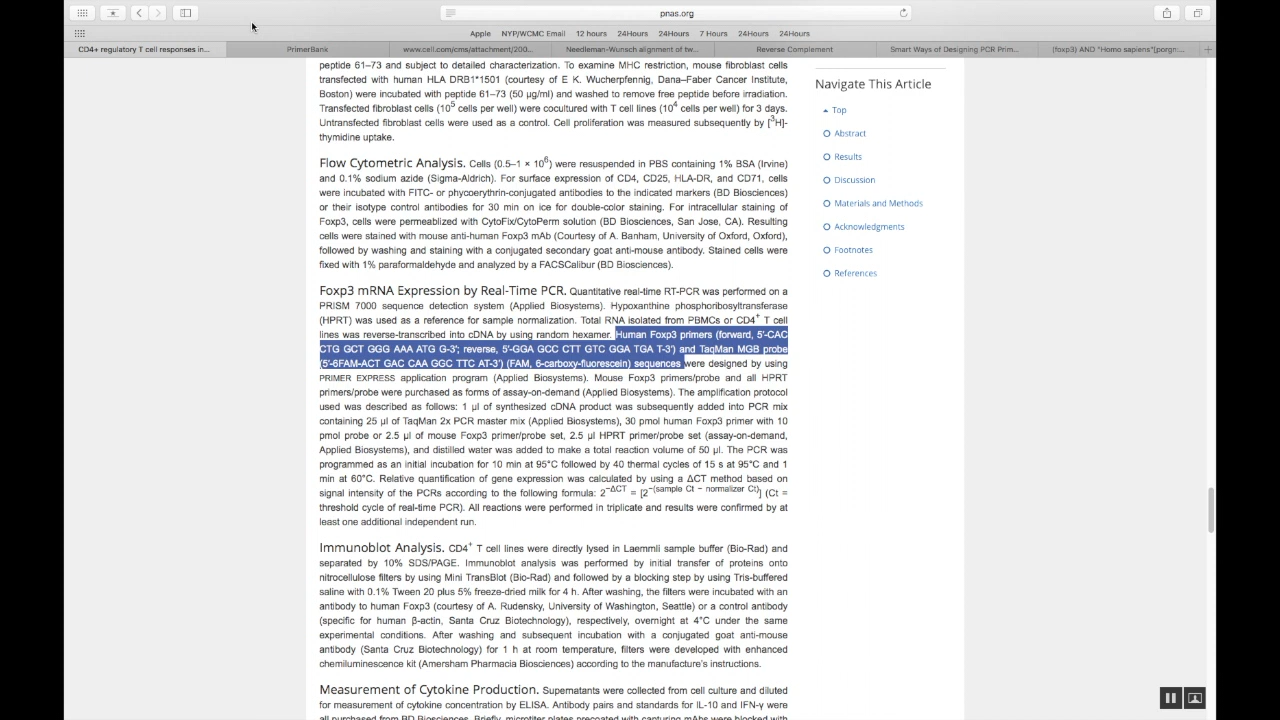 pnas.org
Apple NYP/WCMC Email 12 hours 24Hours 24Hours 7 Hours 24Hours 24Hours
CD4+ regulatory T cell responses in... PrimerBank www.cell.com/cms/attachment/200... Needleman-Wunsch alignment of tw... Reverse Complement Smart Ways of Designing PCR Prim... (foxp3) AND "Homo sapiens"[porgn:...
peptide 61–73 and subject to detailed characterization. To examine MHC restriction, mouse fibroblast cells
transfected with human HLA DRB1*1501 (courtesy of E K. Wucherpfennig, Dana–Faber Cancer Institute,
Boston) were incubated with peptide 61–73 (50 μg/ml) and washed to remove free peptide before irradiation.
Transfected fibroblast cells (10⁵ cells per well) were cocultured with T cell lines (10⁴ cells per well) for 3 days.
Untransfected fibroblast cells were used as a control. Cell proliferation was measured subsequently by [³H]-
thymidine uptake.
Flow Cytometric Analysis. Cells (0.5–1 × 10⁶) were resuspended in PBS containing 1% BSA (Irvine)
and 0.1% sodium azide (Sigma-Aldrich). For surface expression of CD4, CD25, HLA-DR, and CD71, cells
were incubated with FITC- or phycoerythrin-conjugated antibodies to the indicated markers (BD Biosciences)
or their isotype control antibodies for 30 min on ice for double-color staining. For intracellular staining of
Foxp3, cells were permeablized with CytoFix/CytoPerm solution (BD Biosciences, San Jose, CA). Resulting
cells were stained with mouse anti-human Foxp3 mAb (Courtesy of A. Banham, University of Oxford, Oxford),
followed by washing and staining with a conjugated secondary goat anti-mouse antibody. Stained cells were
fixed with 1% paraformaldehyde and analyzed by a FACSCalibur (BD Biosciences).
Foxp3 mRNA Expression by Real-Time PCR. Quantitative real-time RT-PCR was performed on a
PRISM 7000 sequence detection system (Applied Biosystems). Hypoxanthine phosphoribosyltransferase
(HPRT) was used as a reference for sample normalization. Total RNA isolated from PBMCs or CD4⁺ T cell
lines was reverse-transcribed into cDNA by using random hexamer. Human Foxp3 primers (forward, 5′-CAC
CTG GCT GGG AAA ATG G-3′; reverse, 5′-GGA GCC CTT GTC GGA TGA T-3′) and TaqMan MGB probe
(5′-6FAM-ACT GAC CAA GGC TTC AT-3′) (FAM, 6-carboxy-fluorescein) sequences were designed by using
PRIMER EXPRESS application program (Applied Biosystems). Mouse Foxp3 primers/probe and all HPRT
primers/probe were purchased as forms of assay-on-demand (Applied Biosystems). The amplification protocol
used was described as follows: 1 μl of synthesized cDNA product was subsequently added into PCR mix
containing 25 μl of TaqMan 2x PCR master mix (Applied Biosystems), 30 pmol human Foxp3 primer with 10
pmol probe or 2.5 μl of mouse Foxp3 primer/probe set, 2.5 μl HPRT primer/probe set (assay-on-demand,
Applied Biosystems), and distilled water was added to make a total reaction volume of 50 μl. The PCR was
programmed as an initial incubation for 10 min at 95°C followed by 40 thermal cycles of 15 s at 95°C and 1
min at 60°C. Relative quantification of gene expression was calculated by using a ΔCT method based on
signal intensity of the PCRs according to the following formula: 2^−ΔCT = [2^−(sample Ct − normalizer Ct)] (Ct =
threshold cycle of real-time PCR). All reactions were performed in triplicate and results were confirmed by at
least one additional independent run.
Immunoblot Analysis. CD4⁺ T cell lines were directly lysed in Laemmli sample buffer (Bio-Rad) and
separated by 10% SDS/PAGE. Immunoblot analysis was performed by initial transfer of proteins onto
nitrocellulose filters by using Mini TransBlot (Bio-Rad) and followed by a blocking step by using Tris-buffered
saline with 0.1% Tween 20 plus 5% freeze-dried milk for 4 h. After washing, the filters were incubated with an
antibody to human Foxp3 (courtesy of A. Rudensky, University of Washington, Seattle) or a control antibody
(specific for human β-actin, Santa Cruz Biotechnology), respectively, overnight at 4°C under the same
experimental conditions. After washing and subsequent incubation with a conjugated goat anti-mouse
antibody (Santa Cruz Biotechnology) for 1 h at room temperature, filters were developed with enhanced
chemiluminescence kit (Amersham Pharmacia Biosciences) according to the manufacture's instructions.
Measurement of Cytokine Production. Supernatants were collected from cell culture and diluted
for measurement of cytokine concentration by ELISA. Antibody pairs and standards for IL-10 and IFN-γ were
all purchased from BD Biosciences. Briefly, microtiter plates precoated with capturing mAbs were blocked with
Navigate This Article
Top
Abstract
Results
Discussion
Materials and Methods
Acknowledgments
Footnotes
References